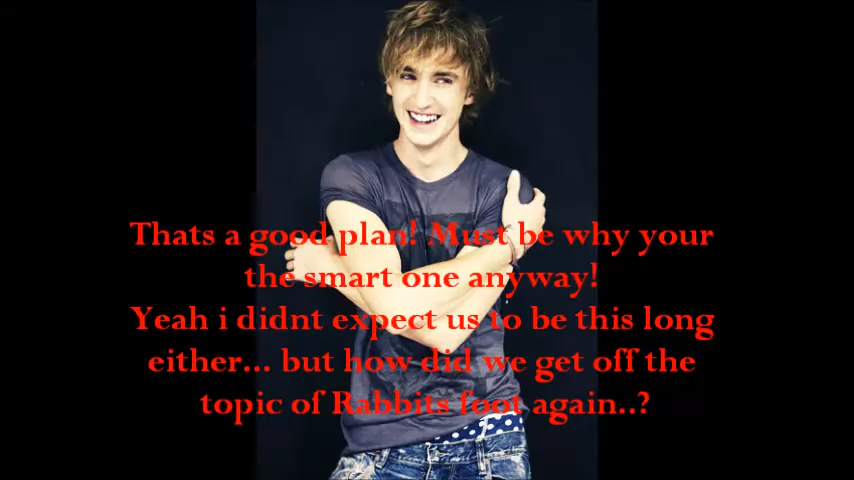 Thats a good plan! Must be why your
the smart one anyway!
Yeah i didnt expect us to be this long
either... but how did we get off the
topic of Rabbits foot again..?